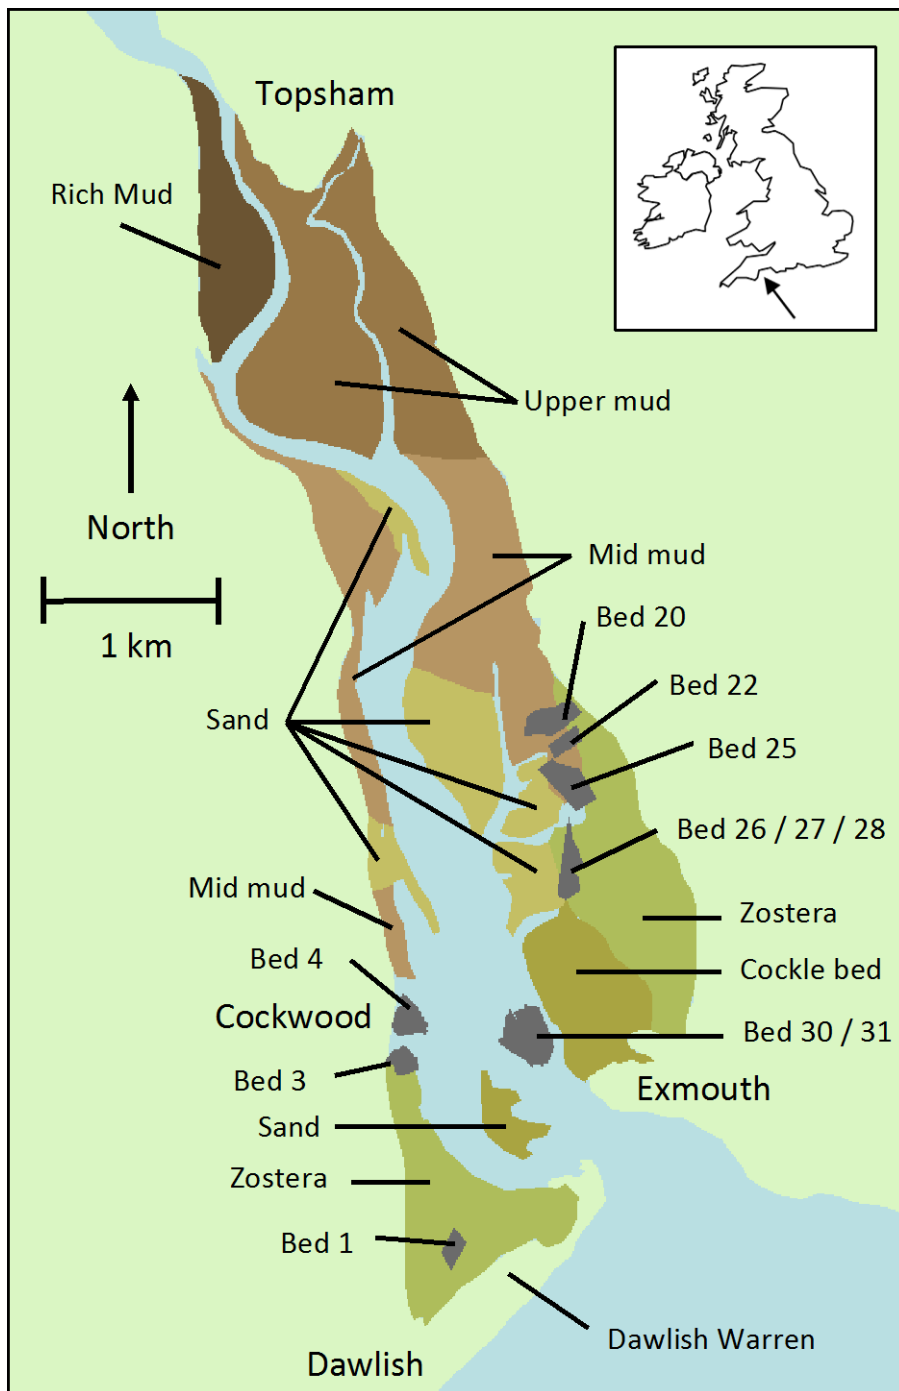 Topsham
Rich Mud
Upper mud
North
1 km
Mid mud
Bed 20
Bed 22
Sand
Bed 25
Bed 26 / 27 / 28
Mid mud
Zostera
Bed 4
Cockle bed
Cockwood
Bed 30 / 31
Bed 3
Exmouth
Sand
Zostera
Bed 1
Dawlish Warren
Dawlish